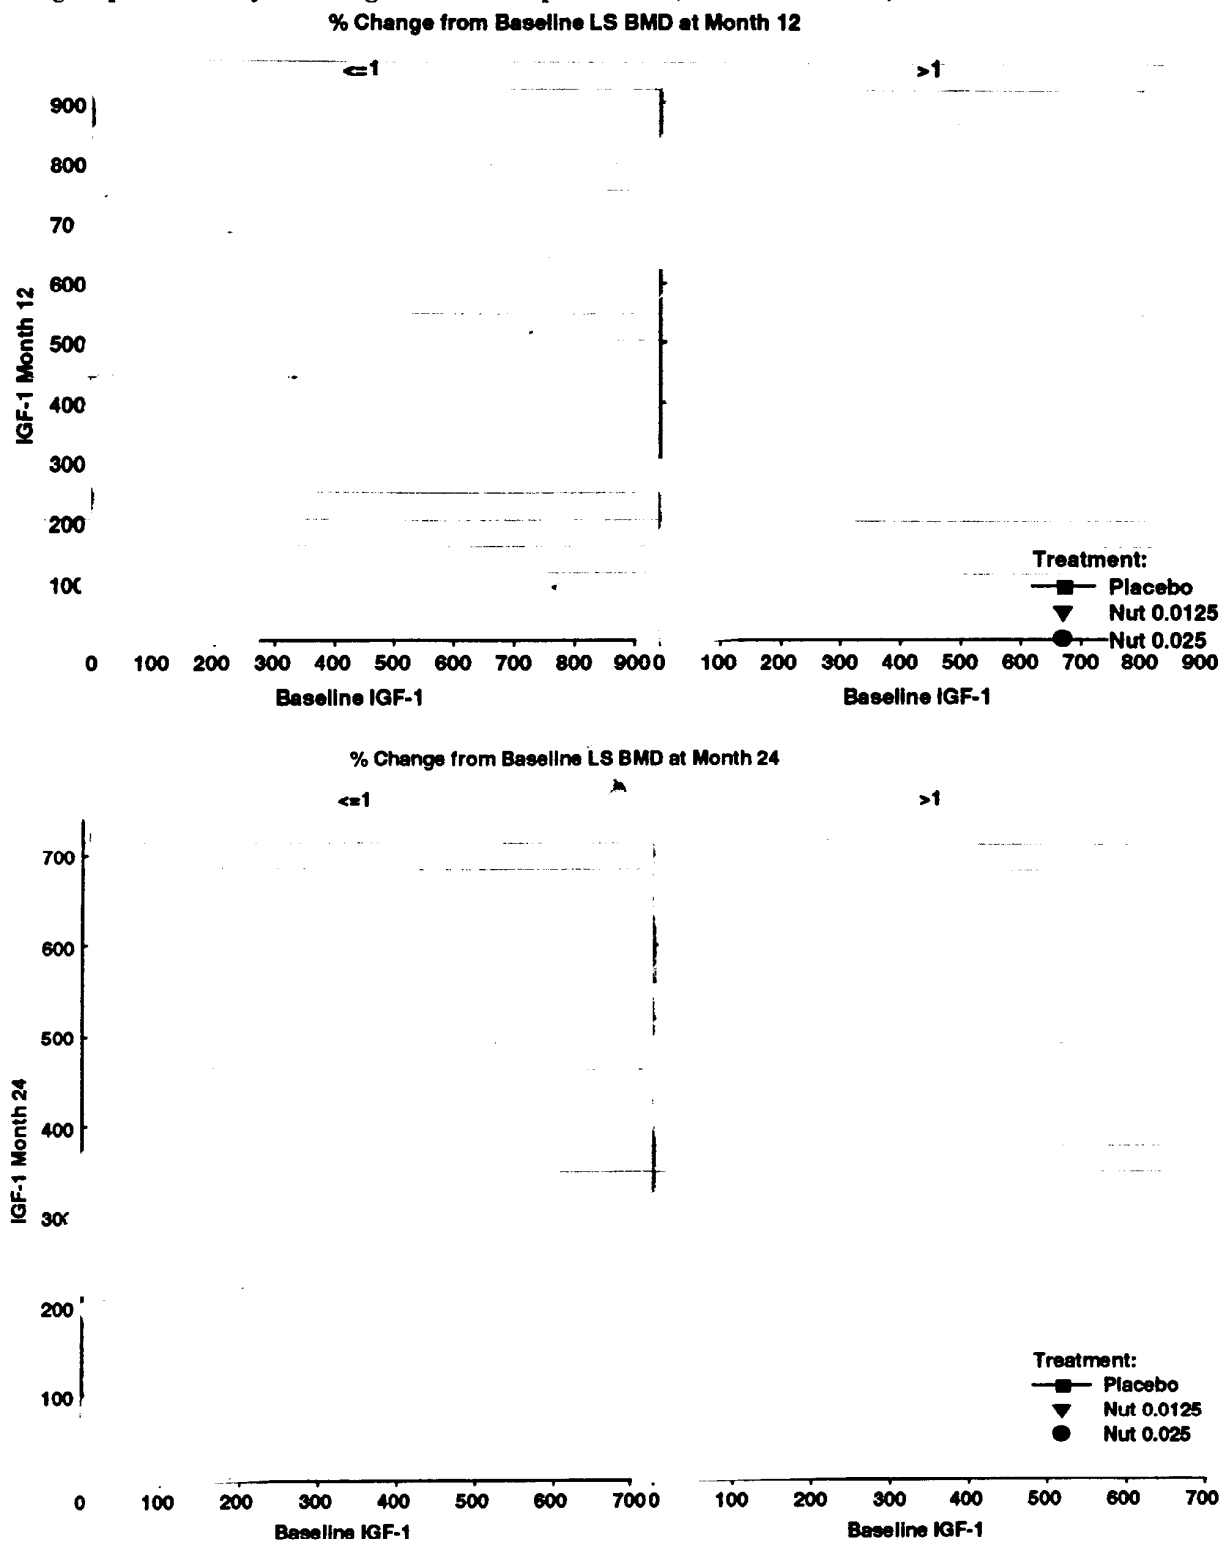 % Change from Baseline LS BMD at Month 12
<=1 >1
900
800
70
600
500
400
300
200
10
IGF-1 Month 12
Treatment:
Placebo
Nut 0.0125
Nut 0.025
0 100 200 300 400 500 600 700 800 900 0 100 200 300 400 500 600 700 800 900
Baseline IGF-1 Baseline IGF-1
% Change from Baseline LS BMD at Month 24
<=1 >1
700
600
500
400
30
200
100
IGF-1 Month 24
Treatment:
Placebo
Nut 0.0125
Nut 0.025
0 100 200 300 400 500 600 700 0 100 200 300 400 500 600 700
Baseline IGF-1 Baseline IGF-1